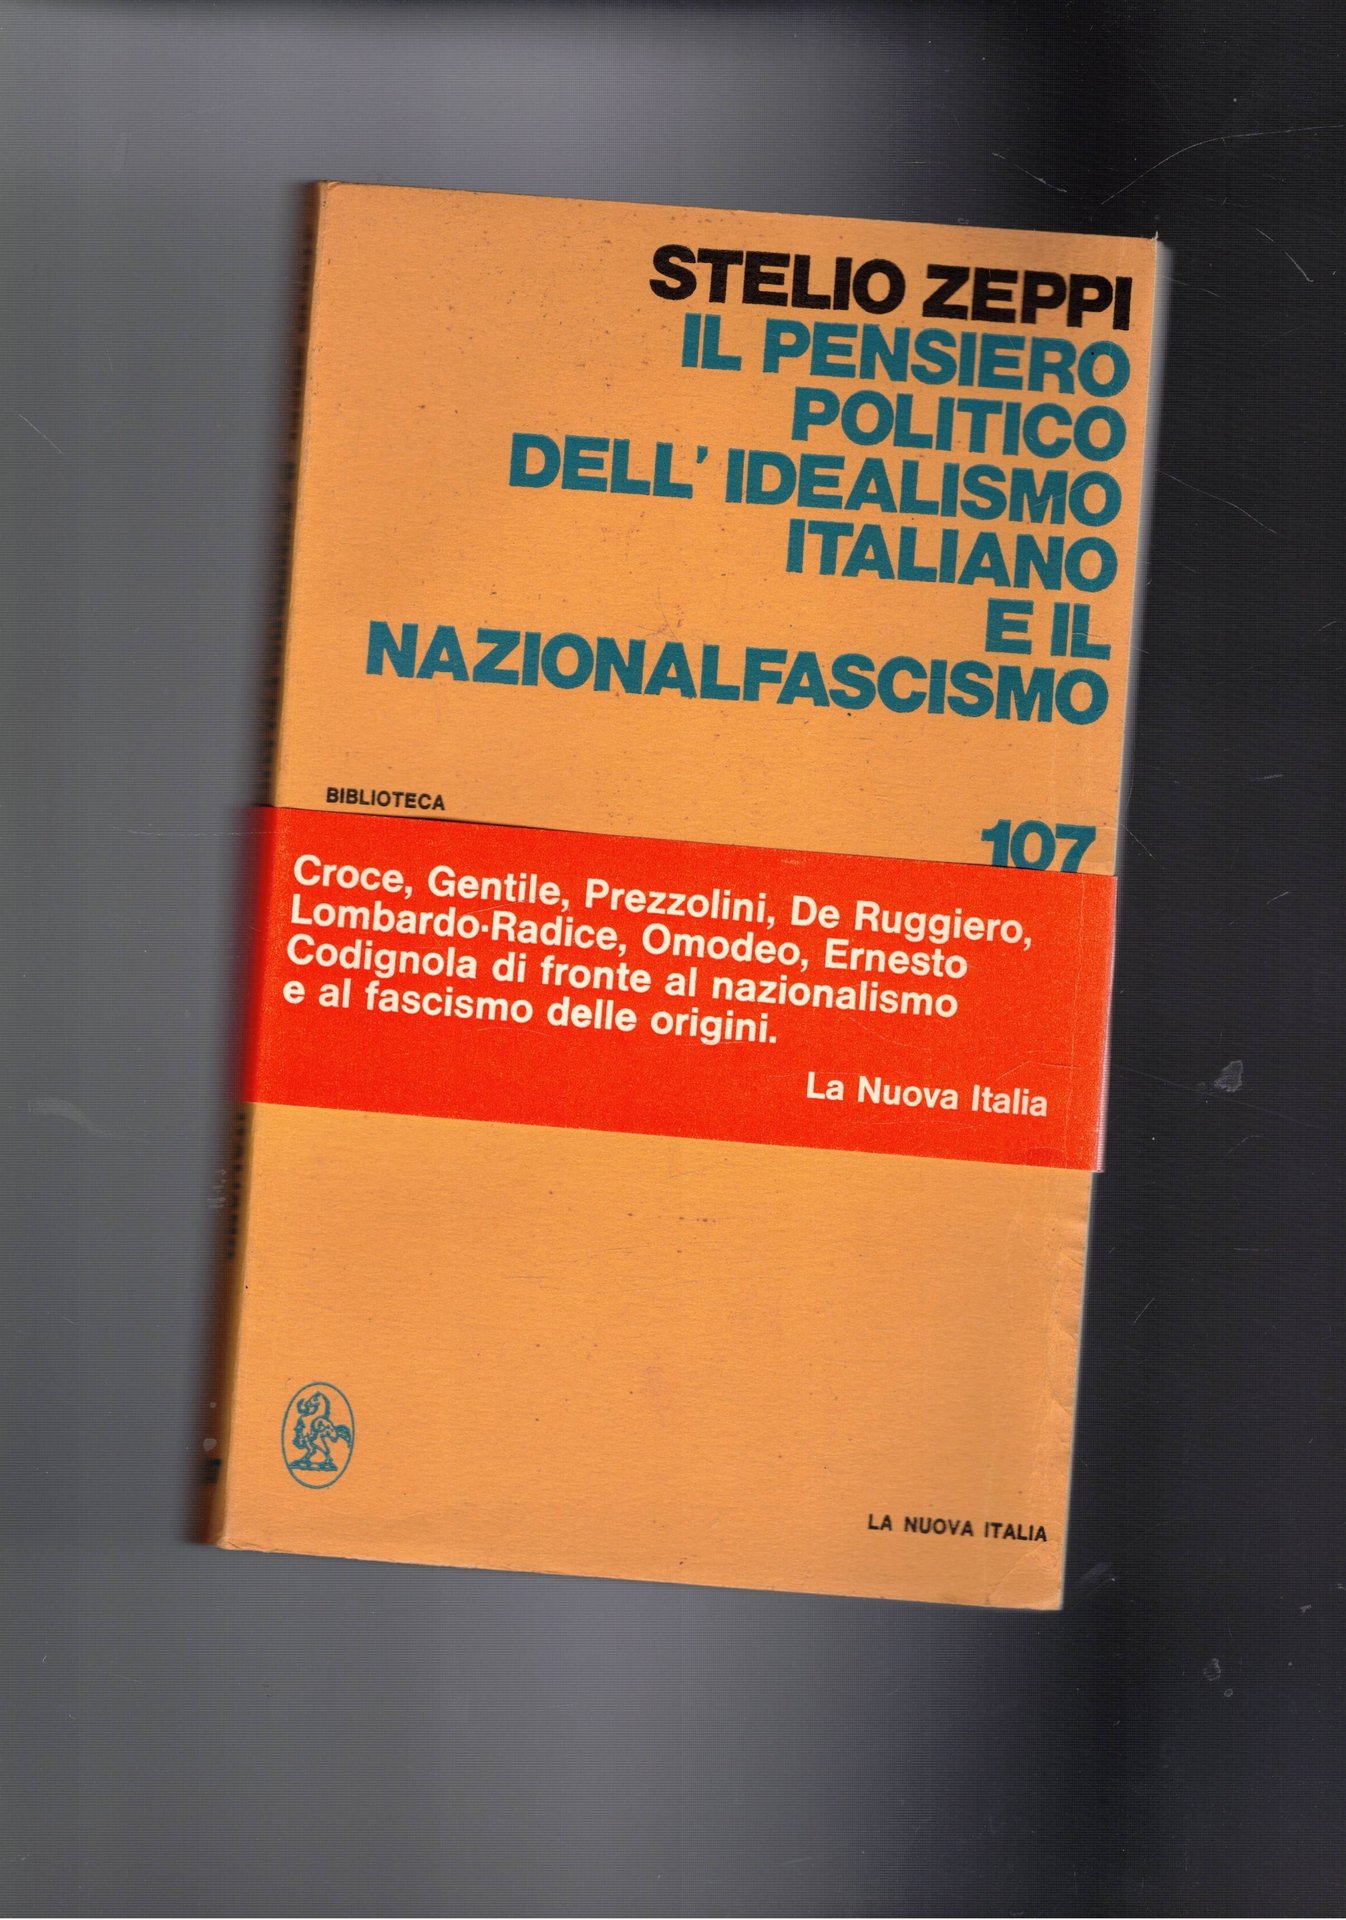 STELIO ZEPPI
IL PENSIERO
POLITICO
DELL'IDEALISMO
ITALIANO
E IL
NAZIONALFASCISMO
BIBLIOTECA
107
Croce, Gentile, Prezzolini, De Ruggiero,
Lombardo-Radice, Omodeo, Ernesto
Codignola di fronte al nazionalismo
e al fascismo delle origini.
La Nuova Italia
LA NUOVA ITALIA